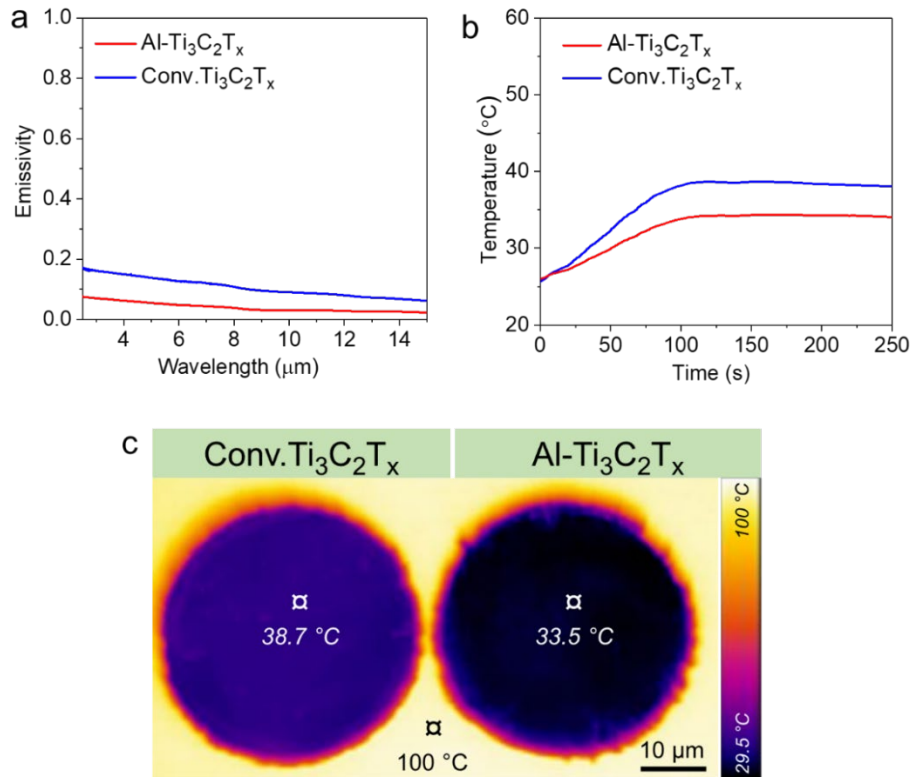 a
Al-Ti₃C₂Tₓ
Conv.Ti₃C₂Tₓ
1.0
0.8
0.6
0.4
0.2
0.0
Emissivity
4 6 8 10 12 14
Wavelength (μm)
b
Al-Ti₃C₂Tₓ
Conv.Ti₃C₂Tₓ
60
50
40
30
20
Temperature (°C)
0 50 100 150 200 250
Time (s)
c
Conv.Ti₃C₂Tₓ
Al-Ti₃C₂Tₓ
¤
38.7 °C
¤
33.5 °C
¤
100 °C
10 μm
100 °C
29.5 °C